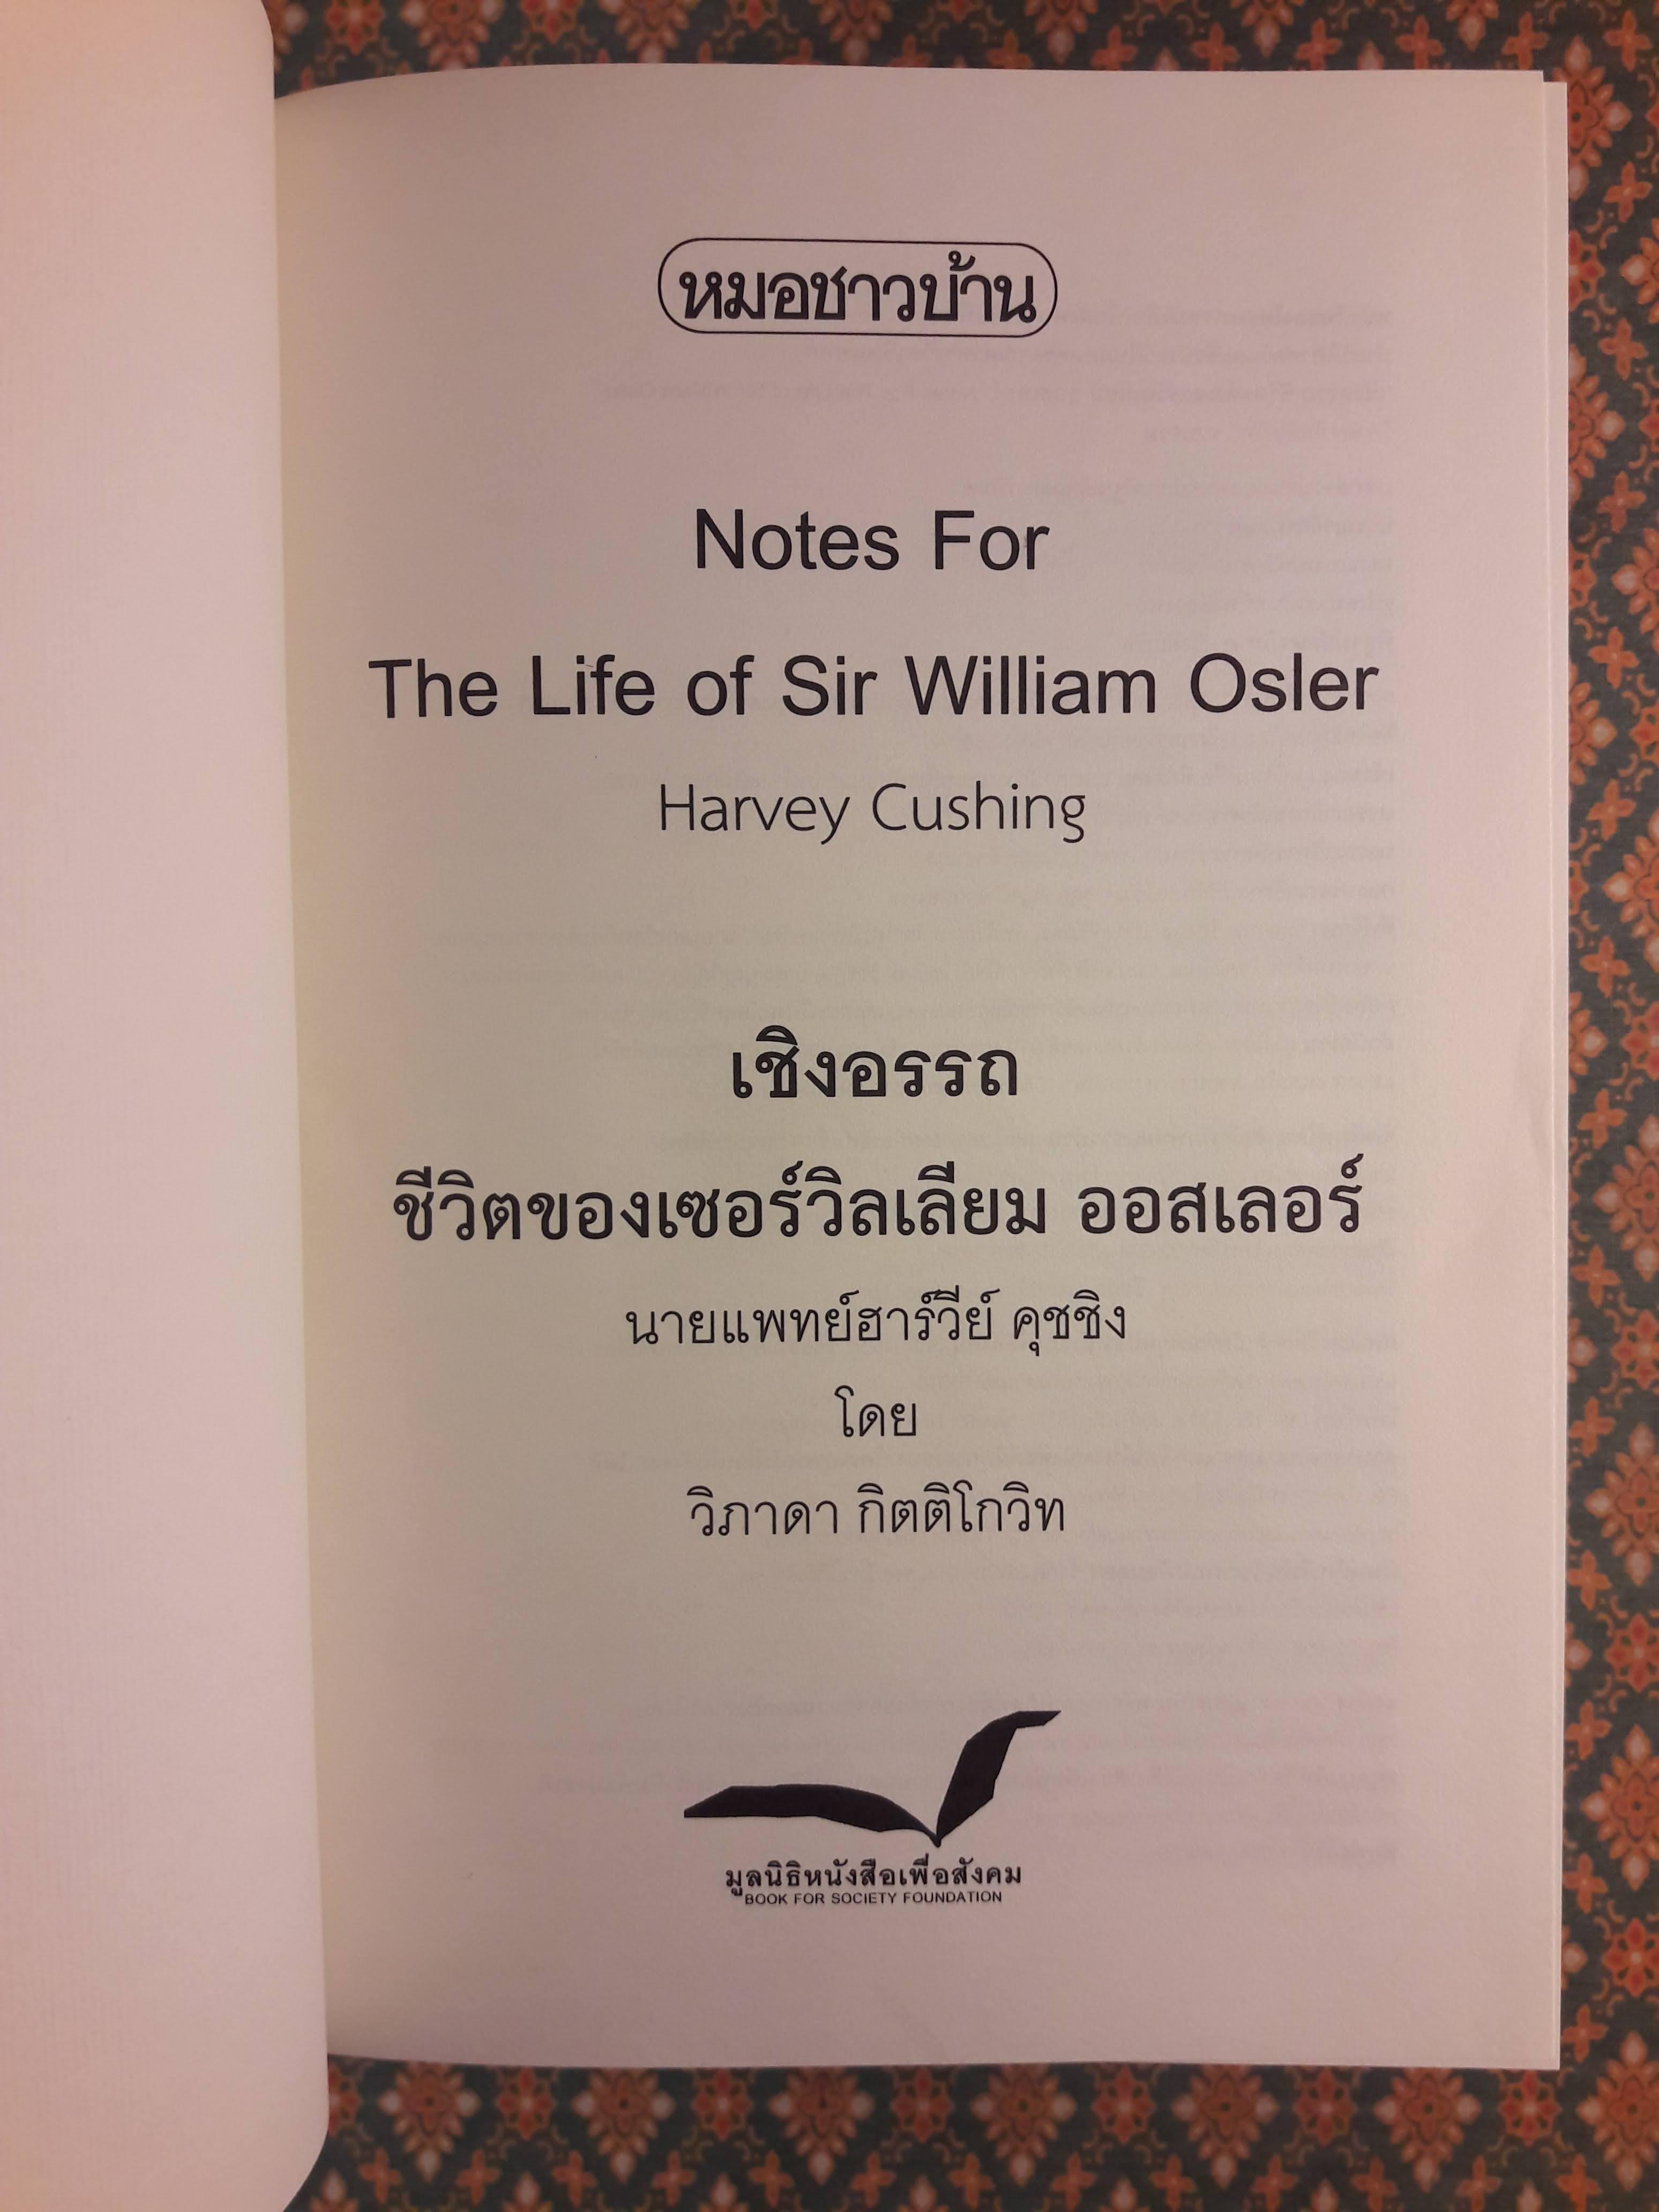 หมอชาวบ้าน
Notes For
The Life of Sir William Osler
Harvey Cushing
เชิงอรรถ
ชีวิตของเซอร์วิลเลียม ออสเลอร์
นายแพทย์ฮาร์วีย์ คุชชิง
โดย
วิภาดา กิตติโกวิท
มูลนิธิหนังสือเพื่อสังคม
BOOK FOR SOCIETY FOUNDATION